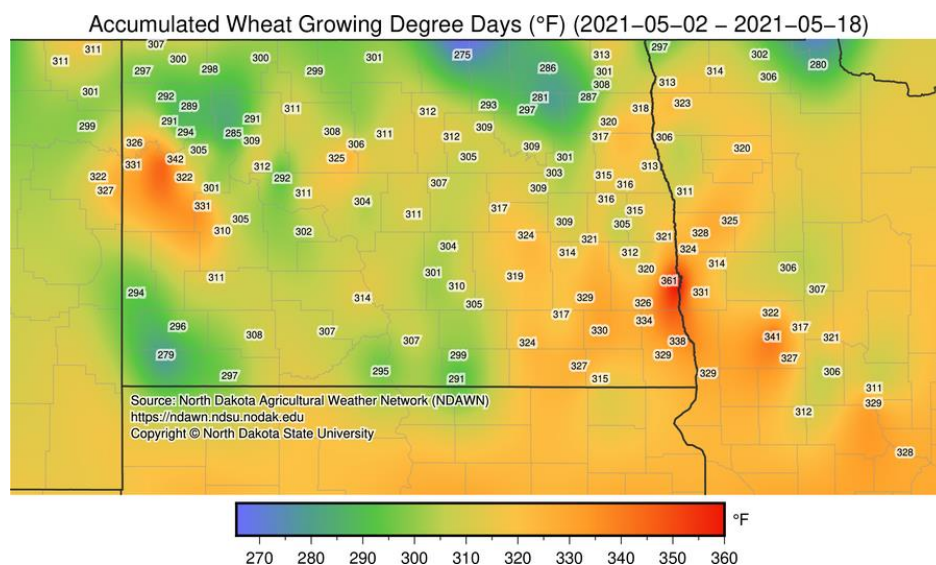 Accumulated Wheat Growing Degree Days (°F) (2021−05−02 − 2021−05−18)
311 307 300 300 301 275 313 297 302
311 297 298 299 286 301 314 306 280
301 292 289 311 312 293 281 297 287 308 313 323
299 291 294 285 291 309 308 306 311 312 309 320 318
326 305 325 305 309 301 317 306 320
331 342 322 312 292 303 313
322 327 301 311 307 309 315 316 311
331 305 304 311 317 316 315
310 302 304 324 309 305 321 328 325
311 301 310 319 314 321 312 324 314
294 314 305 329 320 361 331 306 307
296 308 307 307 317 330 326 334 322 317
279 299 324 338 341 321
297 295 291 327 315 329 329 327 306
311 329
312
328
Source: North Dakota Agricultural Weather Network (NDAWN)
https://ndawn.ndsu.nodak.edu
Copyright © North Dakota State University
°F
270 280 290 300 310 320 330 340 350 360